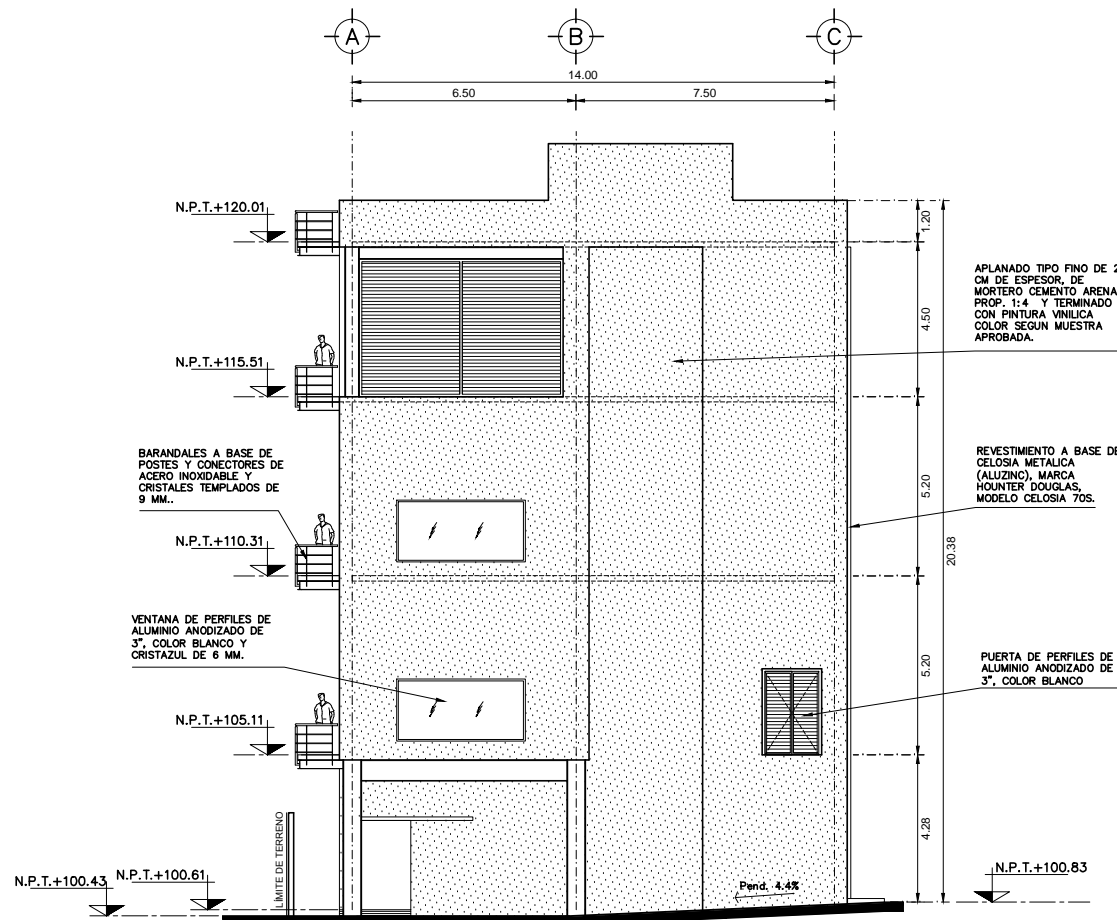 A
B
C
14.00
6.50
7.50
N.P.T.+120.01
1.20
APLANADO TIPO FINO DE 2
CM DE ESPESOR, DE
MORTERO CEMENTO ARENA
PROP. 1:4 Y TERMINADO
CON PINTURA VINILICA
COLOR SEGUN MUESTRA
APROBADA.
4.50
N.P.T.+115.51
BARANDALES A BASE DE
POSTES Y CONECTORES DE
ACERO INOXIDABLE Y
CRISTALES TEMPLADOS DE
9 MM..
REVESTIMIENTO A BASE DE
CELOSIA METALICA
(ALUZINC), MARCA
HOUNTER DOUGLAS,
MODELO CELOSIA 70S.
5.20
20.38
N.P.T.+110.31
VENTANA DE PERFILES DE
ALUMINIO ANODIZADO DE
3", COLOR BLANCO Y
CRISTAZUL DE 6 MM.
5.20
PUERTA DE PERFILES DE
ALUMINIO ANODIZADO DE
3", COLOR BLANCO
N.P.T.+105.11
4.28
LÍMITE DE TERRENO
N.P.T.+100.43
N.P.T.+100.61
Pend. 4.4%
N.P.T.+100.83